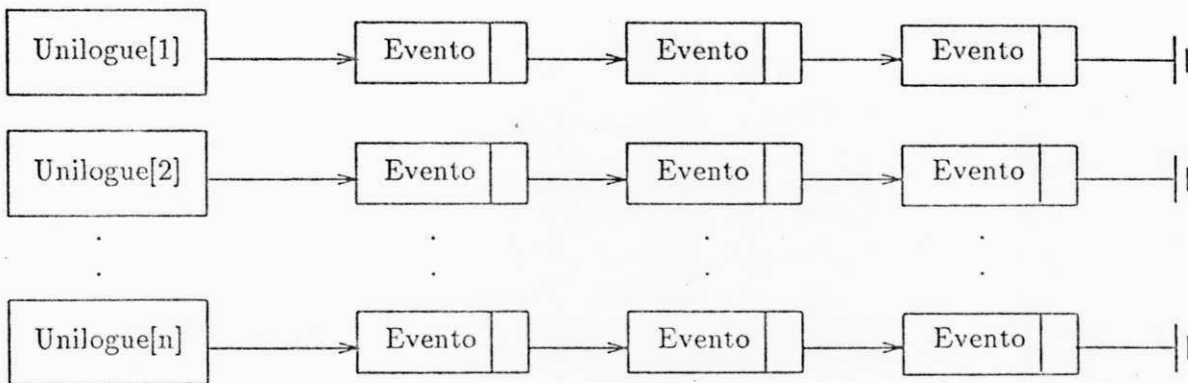 Unilogue[1] Evento Evento Evento
Unilogue[2] Evento Evento Evento
. . . .
. . . .
Unilogue[n] Evento Evento Evento